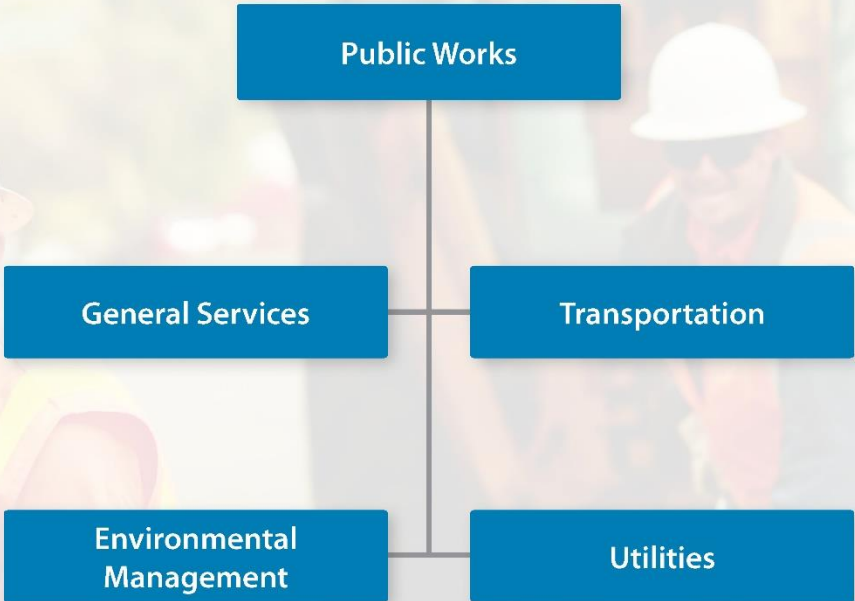 Public Works
General Services
Transportation
Environmental
Management
Utilities